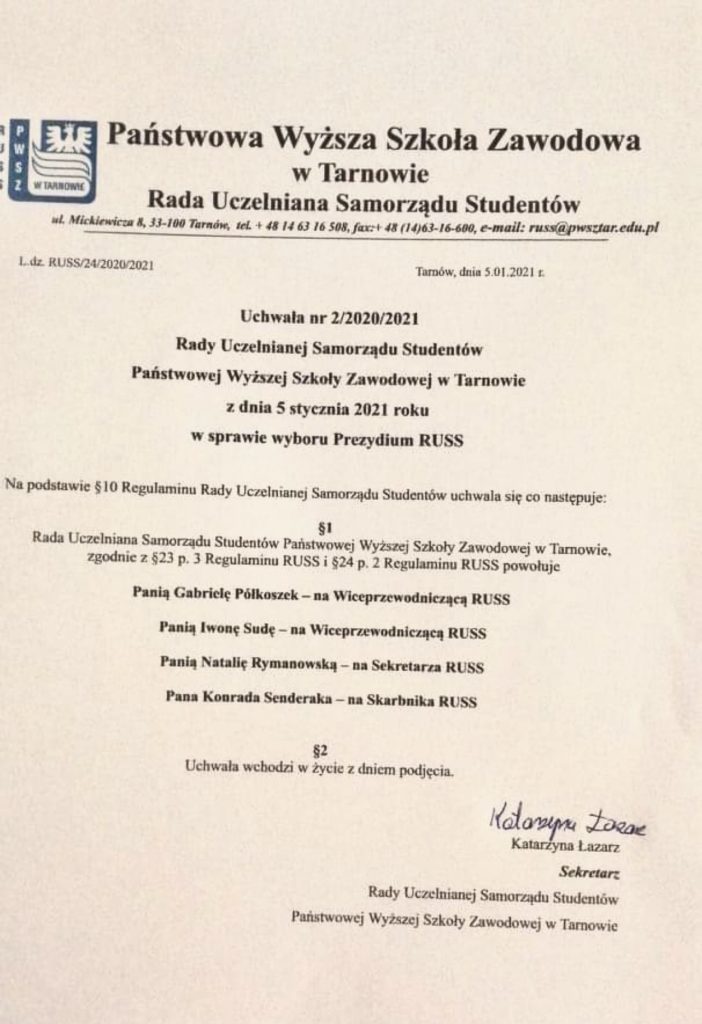 R
U
S
S
P
W
S
Z
W TARNOWIE
Państwowa Wyższa Szkoła Zawodowa
w Tarnowie
Rada Uczelniana Samorządu Studentów
ul. Mickiewicza 8, 33-100 Tarnów, tel. + 48 14 63 16 508, fax:+ 48 (14)63-16-600, e-mail: russ@pwsztar.edu.pl
L.dz. RUSS/24/2020/2021
Tarnów, dnia 5.01.2021 r.
Uchwała nr 2/2020/2021
Rady Uczelnianej Samorządu Studentów
Państwowej Wyższej Szkoły Zawodowej w Tarnowie
z dnia 5 stycznia 2021 roku
w sprawie wyboru Prezydium RUSS
Na podstawie §10 Regulaminu Rady Uczelnianej Samorządu Studentów uchwala się co następuje:
§1
Rada Uczelniana Samorządu Studentów Państwowej Wyższej Szkoły Zawodowej w Tarnowie,
zgodnie z §23 p. 3 Regulaminu RUSS i §24 p. 2 Regulaminu RUSS powołuje
Panią Gabrielę Półkoszek – na Wiceprzewodniczącą RUSS
Panią Iwonę Sudę – na Wiceprzewodniczącą RUSS
Panią Natalię Rymanowską – na Sekretarza RUSS
Pana Konrada Senderaka – na Skarbnika RUSS
§2
Uchwała wchodzi w życie z dniem podjęcia.
Katarzyna Łazarz
Katarzyna Łazarz
Sekretarz
Rady Uczelnianej Samorządu Studentów
Państwowej Wyższej Szkoły Zawodowej w Tarnowie